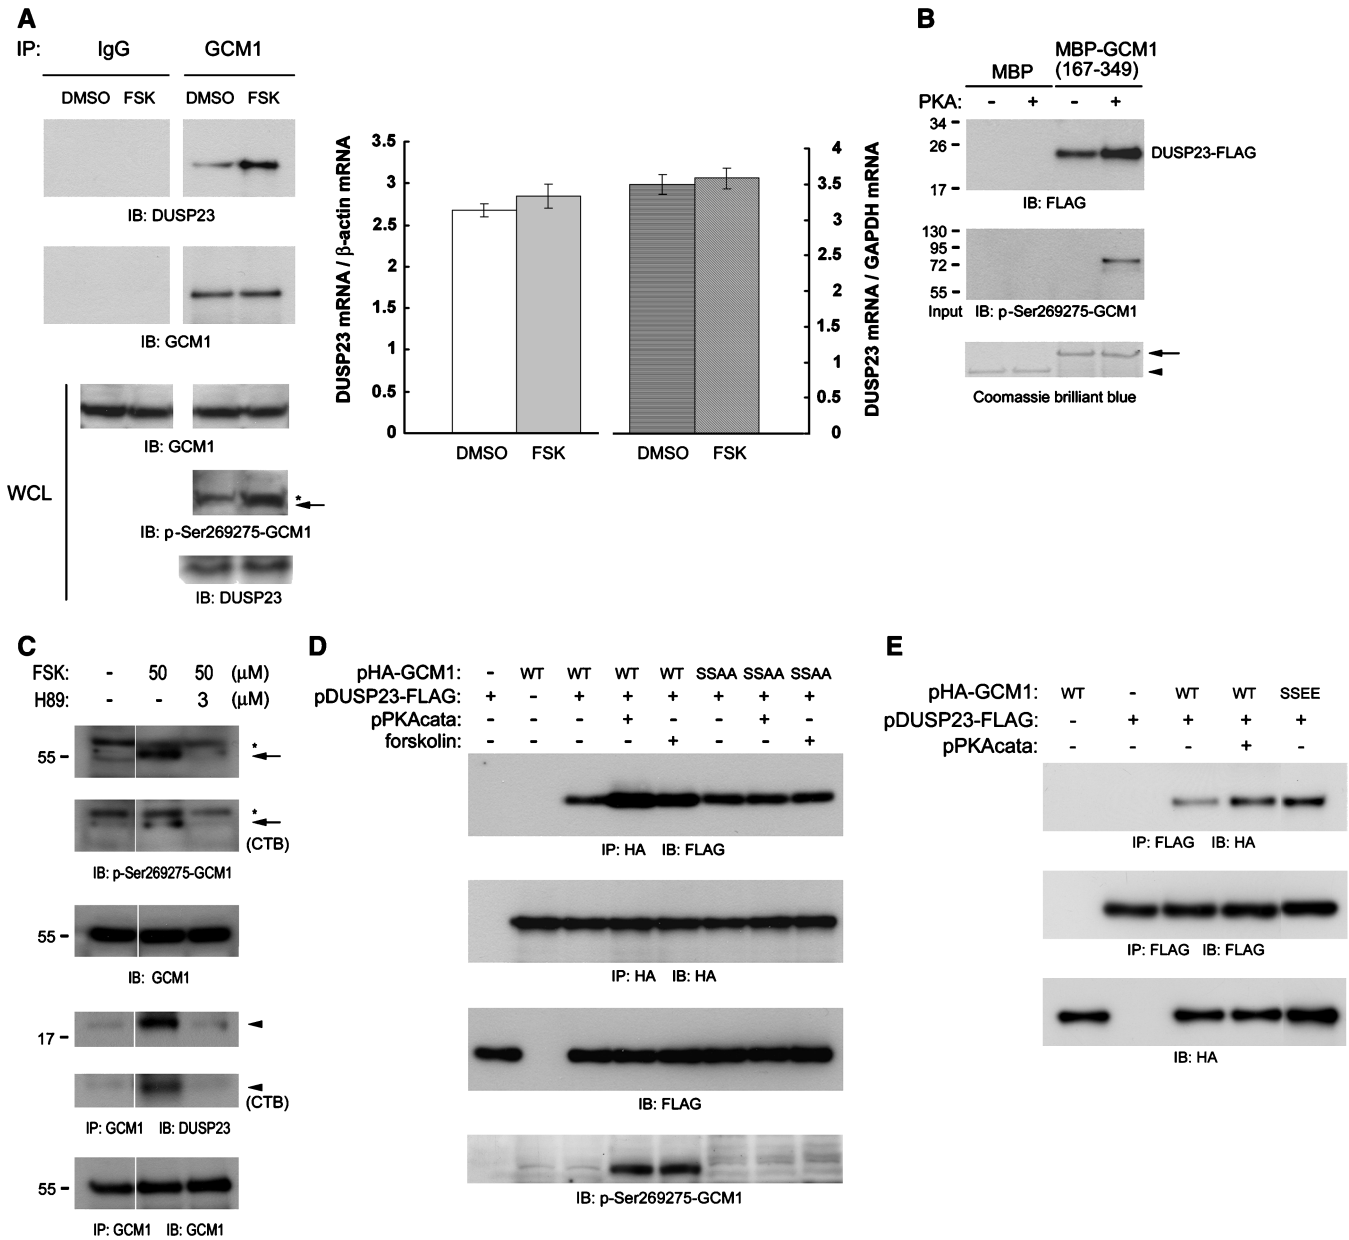 A
IP: IgG GCM1
DMSO FSK DMSO FSK
IB: DUSP23
IB: GCM1
WCL
IB: GCM1
*
IB: p-Ser269275-GCM1
IB: DUSP23
DUSP23 mRNA / β-actin mRNA
3.5
3
2.5
2
1.5
1
0.5
0
DMSO FSK DMSO FSK
4
3.5
3
2.5
2
1.5
1
0.5
0
DUSP23 mRNA / GAPDH mRNA
B
MBP MBP-GCM1
(167-349)
PKA: - + - +
34
26
17
DUSP23-FLAG
IB: FLAG
130
95
72
55
Input IB: p-Ser269275-GCM1
Coomassie brilliant blue
C
FSK: - 50 50 (μM)
H89: - - 3 (μM)
55
*
*
(CTB)
IB: p-Ser269275-GCM1
55
IB: GCM1
17
(CTB)
IP: GCM1 IB: DUSP23
55
IP: GCM1 IB: GCM1
D
pHA-GCM1: - WT WT WT WT SSAA SSAA SSAA
pDUSP23-FLAG: + - + + + + + +
pPKAcata: - - - + - - + -
forskolin: - - - - + - - +
IP: HA IB: FLAG
IP: HA IB: HA
IB: FLAG
IB: p-Ser269275-GCM1
E
pHA-GCM1: WT - WT WT SSEE
pDUSP23-FLAG: - + + + +
pPKAcata: - - - + -
IP: FLAG IB: HA
IP: FLAG IB: FLAG
IB: HA